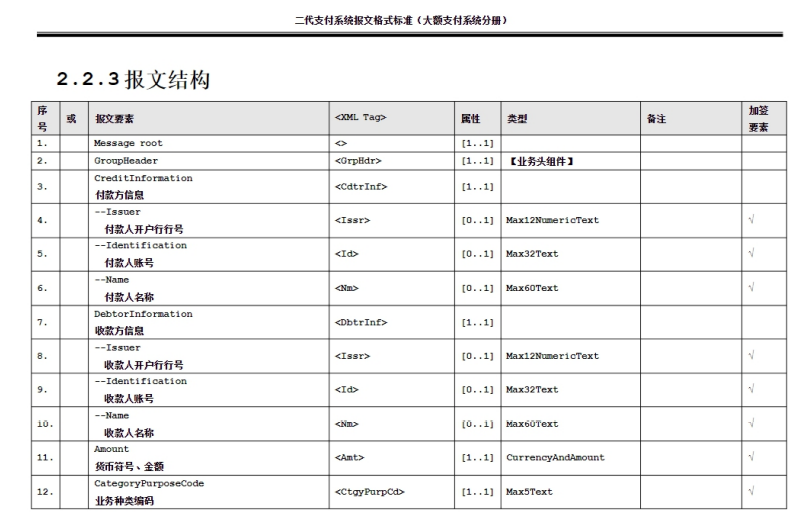 二代支付系统报文格式标准（大额支付系统分册）
2.2.3报文结构
序号 或 报文要素 <XML Tag> 属性 类型 备注 加签要素
1. Message root <> [1..1]
2. GroupHeader <GrpHdr> [1..1] 【业务头组件】
3. CreditInformation <CdtrInf> [1..1]
付款方信息
4. --Issuer <Issr> [0..1] Max12NumericText √
付款人开户行行号
5. --Identification <Id> [0..1] Max32Text √
付款人账号
6. --Name <Nm> [0..1] Max60Text √
付款人名称
7. DebtorInformation <DbtrInf> [1..1]
收款方信息
8. --Issuer <Issr> [0..1] Max12NumericText √
收款人开户行行号
9. --Identification <Id> [0..1] Max32Text √
收款人账号
10. --Name <Nm> [0..1] Max60Text √
收款人名称
11. Amount <Amt> [1..1] CurrencyAndAmount √
货币符号、金额
12. CategoryPurposeCode <CtgyPurpCd> [1..1] Max5Text √
业务种类编码